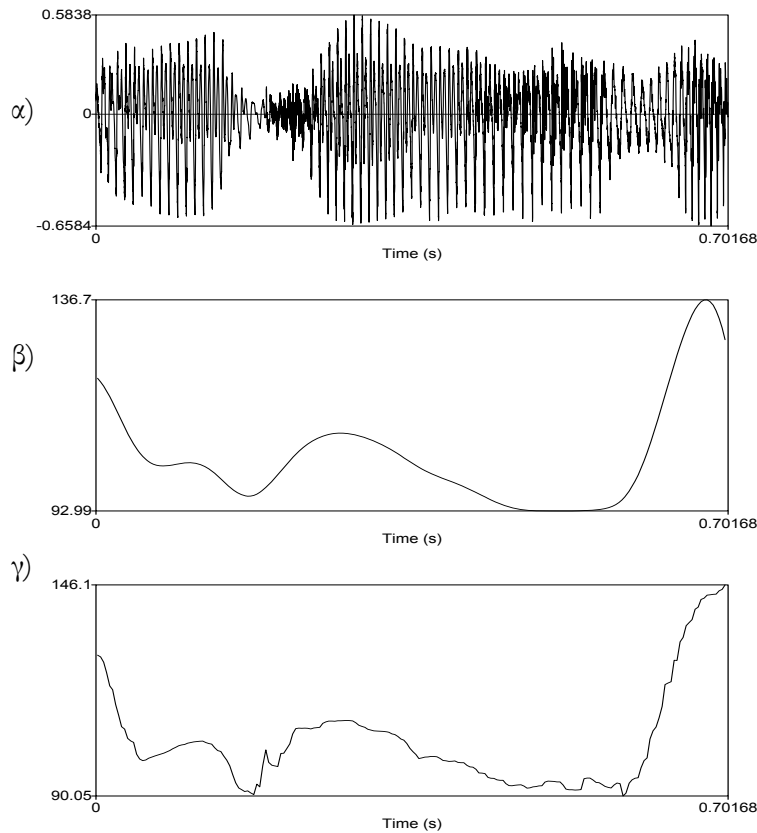 0.5838
α)
0
-0.6584
0 0.70168
Time (s)
136.7
β)
92.99
0 0.70168
Time (s)
γ)
146.1
90.05
0 0.70168
Time (s)